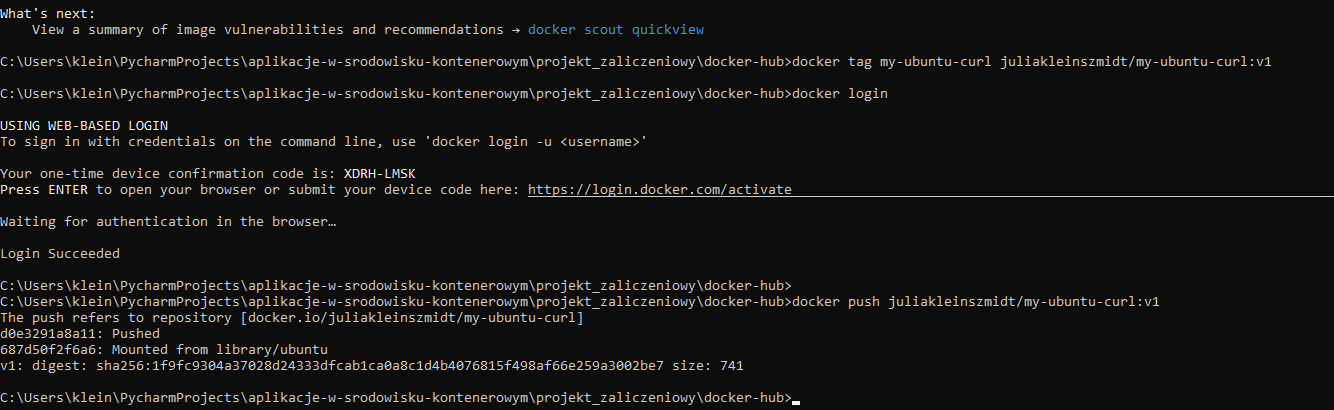 What's next:
    View a summary of image vulnerabilities and recommendations → docker scout quickview
C:\Users\klein\PycharmProjects\aplikacje-w-srodowisku-kontenerowym\projekt_zaliczeniowy\docker-hub>docker tag my-ubuntu-curl juliakleinszmidt/my-ubuntu-curl:v1
C:\Users\klein\PycharmProjects\aplikacje-w-srodowisku-kontenerowym\projekt_zaliczeniowy\docker-hub>docker login
USING WEB-BASED LOGIN
To sign in with credentials on the command line, use 'docker login -u <username>'
Your one-time device confirmation code is: XDRH-LMSK
Press ENTER to open your browser or submit your device code here: https://login.docker.com/activate
Waiting for authentication in the browser…
Login Succeeded
C:\Users\klein\PycharmProjects\aplikacje-w-srodowisku-kontenerowym\projekt_zaliczeniowy\docker-hub>
C:\Users\klein\PycharmProjects\aplikacje-w-srodowisku-kontenerowym\projekt_zaliczeniowy\docker-hub>docker push juliakleinszmidt/my-ubuntu-curl:v1
The push refers to repository [docker.io/juliakleinszmidt/my-ubuntu-curl]
d0e3291a8a11: Pushed
687d50f2f6a6: Mounted from library/ubuntu
v1: digest: sha256:1f9fc9304a37028d24333dfcab1ca0a8c1d4b4076815f498af66e259a3002be7 size: 741
C:\Users\klein\PycharmProjects\aplikacje-w-srodowisku-kontenerowym\projekt_zaliczeniowy\docker-hub>